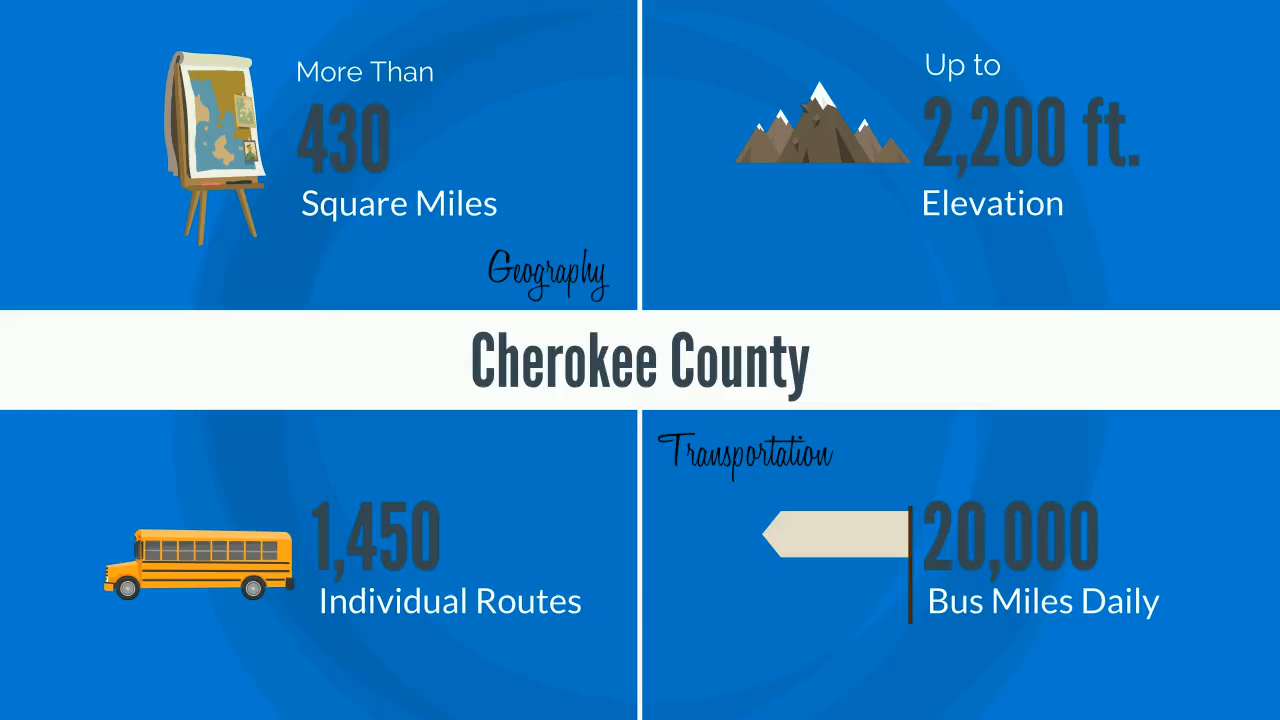 More Than
430
Square Miles
Up to
2,200 ft.
Elevation
Geography
Cherokee County
Transportation
1,450
Individual Routes
20,000
Bus Miles Daily